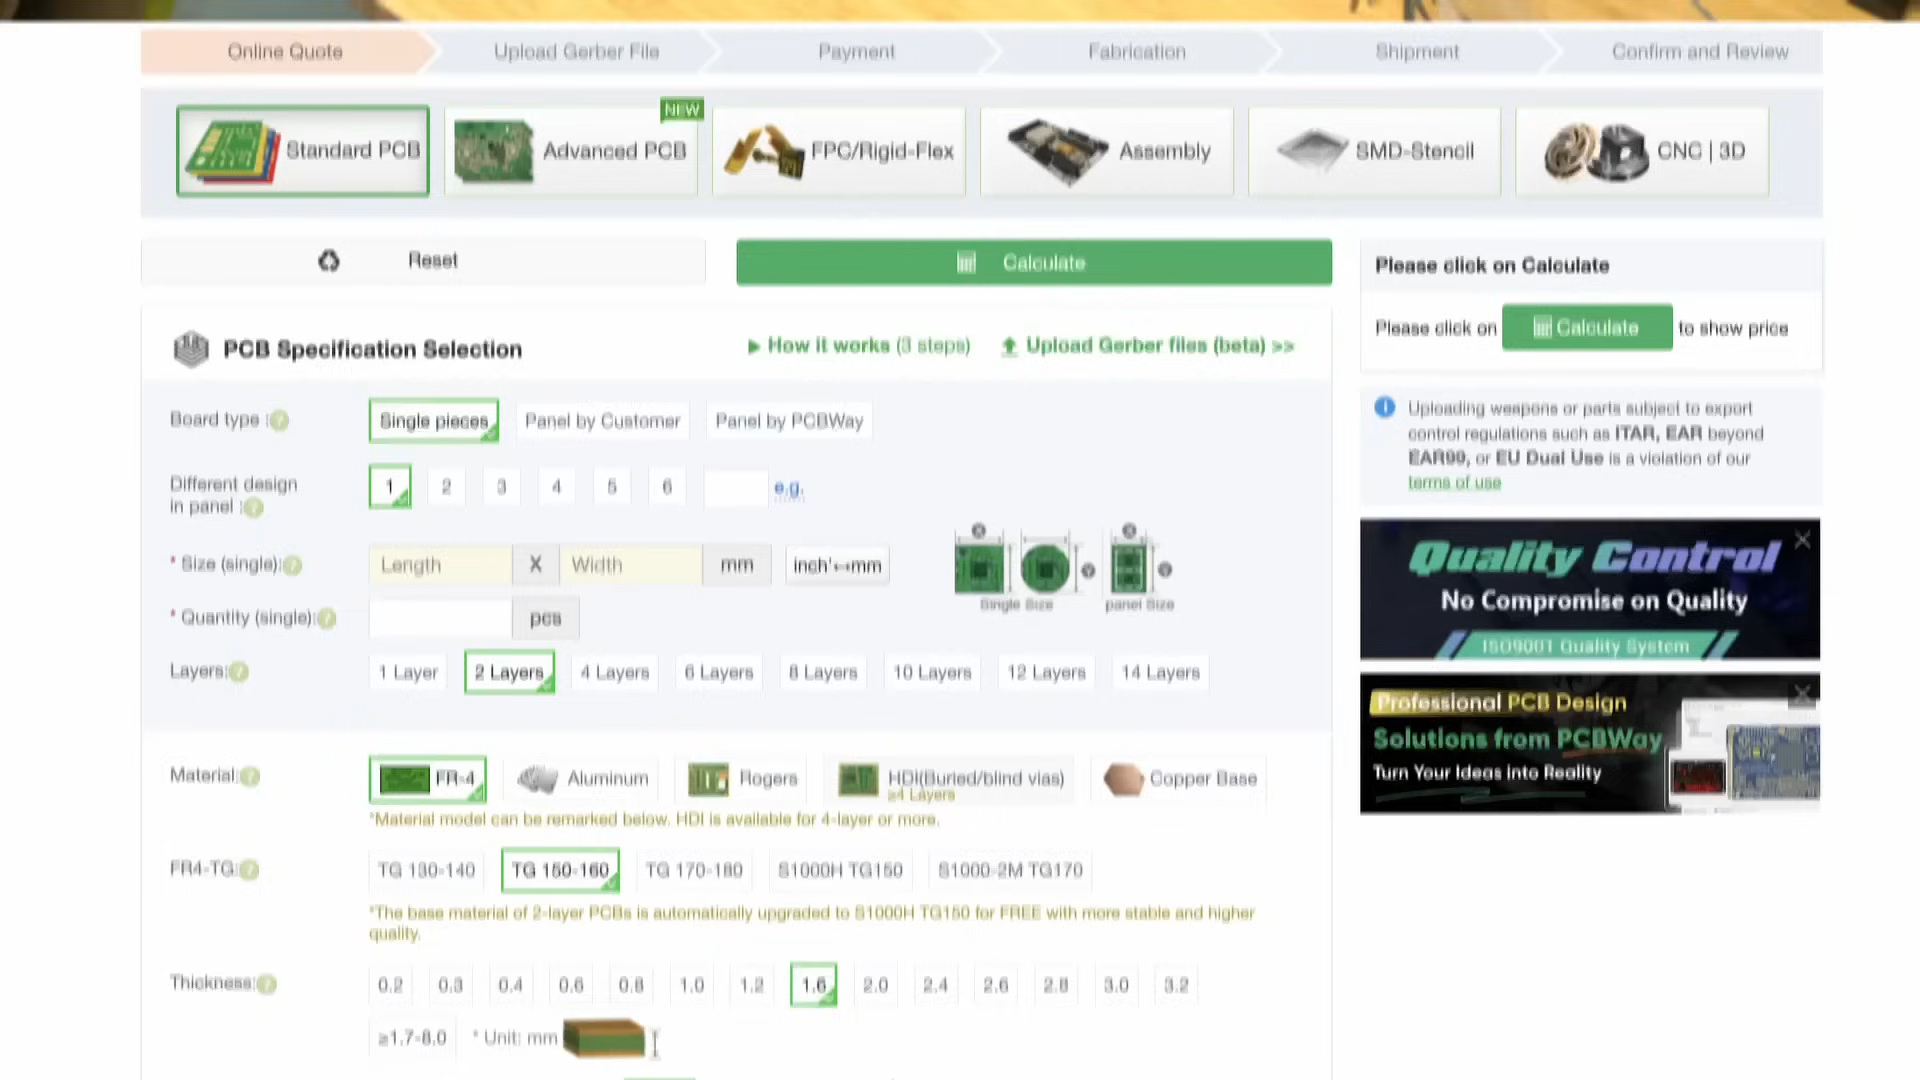 Online Quote
Upload Gerber File
Payment
Fabrication
Shipment
Confirm and Review
NEW
Standard PCB
Advanced PCB
FPC/Rigid-Flex
Assembly
SMD-Stencil
CNC | 3D
Reset
Calculate
Please click on Calculate
Please click on Calculate to show price
PCB Specification Selection
How it works (3 steps)
Upload Gerber files (beta) >>
Uploading weapons or parts subject to export
control regulations such as ITAR, EAR beyond
EAR99, or EU Dual Use is a violation of our
terms of use
Board type :
Single pieces
Panel by Customer
Panel by PCBWay
Different design
in panel :
1 2 3 4 5 6
e.g.
* Size (single):
Length X Width mm
inch'↔mm
Single Size
panel Size
* Quantity (single):
pcs
Layers:
1 Layer
2 Layers
4 Layers
6 Layers
8 Layers
10 Layers
12 Layers
14 Layers
Quality Control
No Compromise on Quality
ISO9001 Quality System
Professional PCB Design
Solutions from PCBWay
Turn Your Ideas into Reality
Material:
FR-4
Aluminum
Rogers
HDI(Buried/blind vias)
≥4 Layers
Copper Base
*Material model can be remarked below. HDI is available for 4-layer or more.
FR4-TG:
TG 130-140
TG 150-160
TG 170-180
S1000H TG150
S1000-2M TG170
*The base material of 2-layer PCBs is automatically upgraded to S1000H TG150 for FREE with more stable and higher
quality.
Thickness:
0.2 0.3 0.4 0.6 0.8 1.0 1.2 1.6 2.0 2.4 2.6 2.8 3.0 3.2
≥1.7-8.0
* Unit: mm